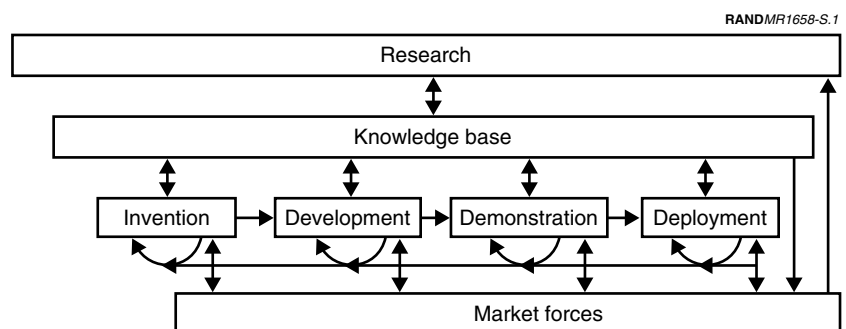 RANDMR1658-S.1
Research
Knowledge base
Invention
Development
Demonstration
Deployment
Market forces